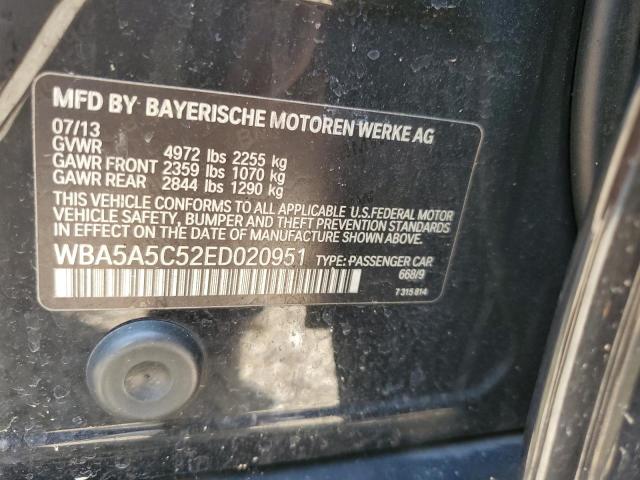 MFD BY BAYERISCHE MOTOREN WERKE AG
07/13
GVWR 4972 lbs 2255 kg
GAWR FRONT 2359 lbs 1070 kg
GAWR REAR 2844 lbs 1290 kg
THIS VEHICLE CONFORMS TO ALL APPLICABLE U.S.FEDERAL MOTOR
VEHICLE SAFETY, BUMPER AND THEFT PREVENTION STANDARDS
IN EFFECT ON THE DATE OF MANUFACTURE SHOWN ABOVE.
WBA5A5C52ED020951 TYPE: PASSENGER CAR
668/9
7 315 814